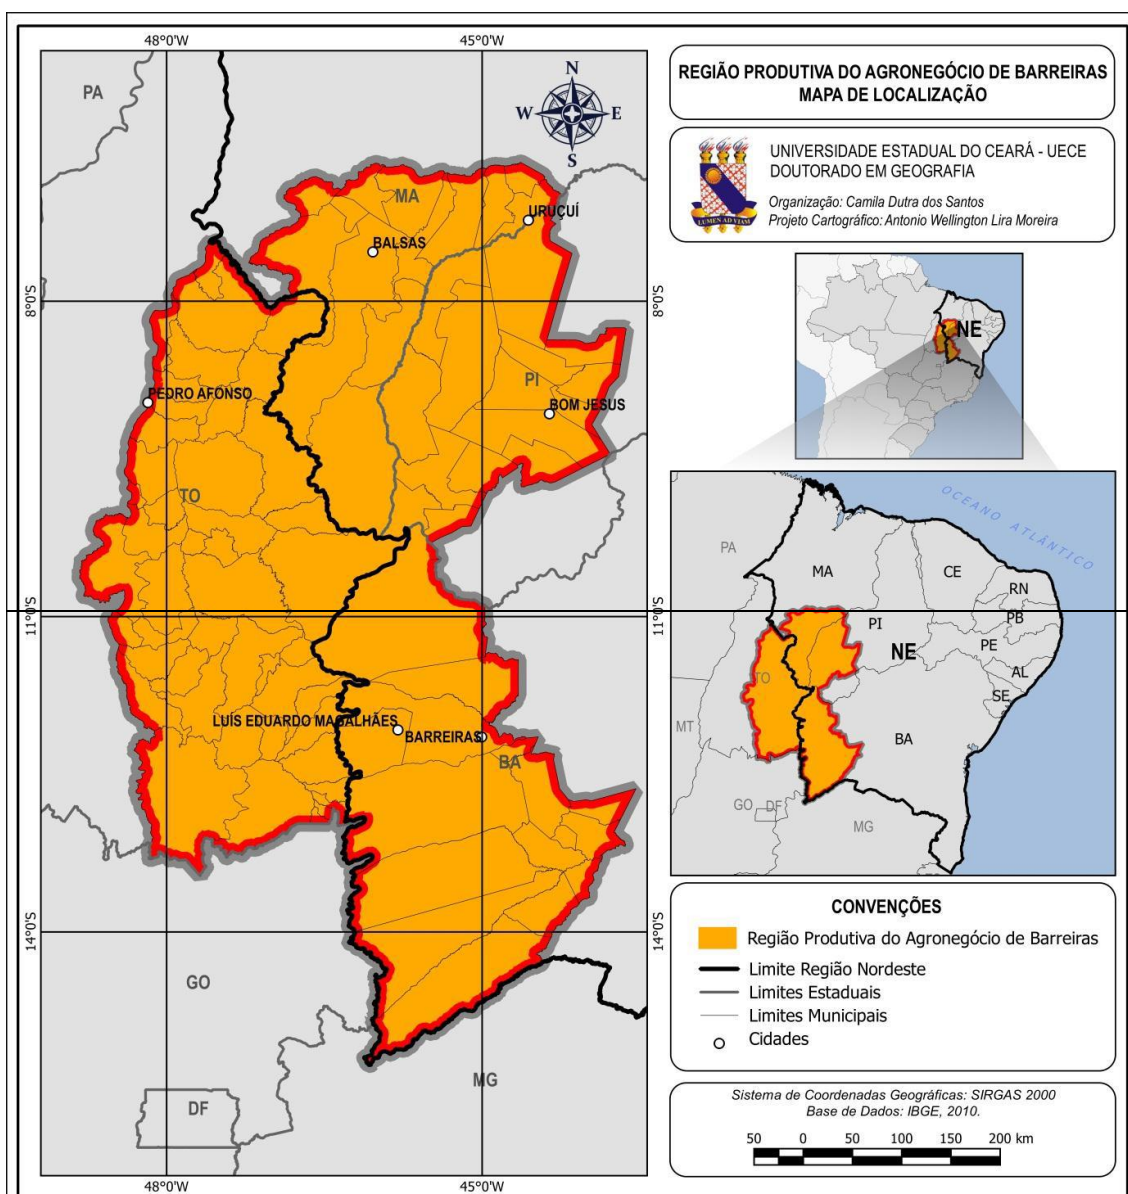 48°0'W
45°0'W
PA
N
W
E
S
MA
URUÇUÍ
BALSAS
8°0'S
8°0'S
PI
PEDRO AFONSO
BOM JESUS
TO
11°0'S
11°0'S
LUÍS EDUARDO MAGALHÃES
BARREIRAS
BA
14°0'S
14°0'S
GO
MG
DF
48°0'W
45°0'W
REGIÃO PRODUTIVA DO AGRONEGÓCIO DE BARREIRAS
MAPA DE LOCALIZAÇÃO
UNIVERSIDADE ESTADUAL DO CEARÁ - UECE
DOUTORADO EM GEOGRAFIA
Organização: Camila Dutra dos Santos
Projeto Cartográfico: Antonio Wellington Lira Moreira
LUMEN AD VIAM
NE
OCEANO ATLÂNTICO
PA
MA
CE
RN
PI
PB
NE
PE
TO
AL
SE
MT
BA
GO
DF
MG
CONVENÇÕES
Região Produtiva do Agronegócio de Barreiras
Limite Região Nordeste
Limites Estaduais
Limites Municipais
Cidades
Sistema de Coordenadas Geográficas: SIRGAS 2000
Base de Dados: IBGE, 2010.
50 0 50 100 150 200 km